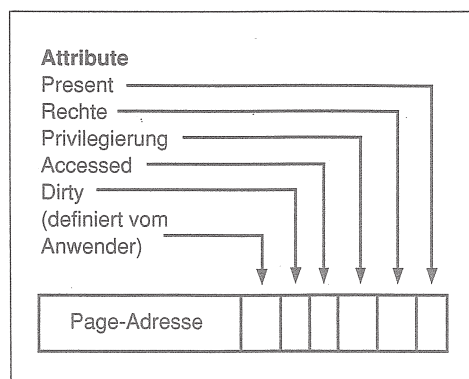 Attribute
Present
Rechte
Privilegierung
Accessed
Dirty
(definiert vom
Anwender)
Page-Adresse